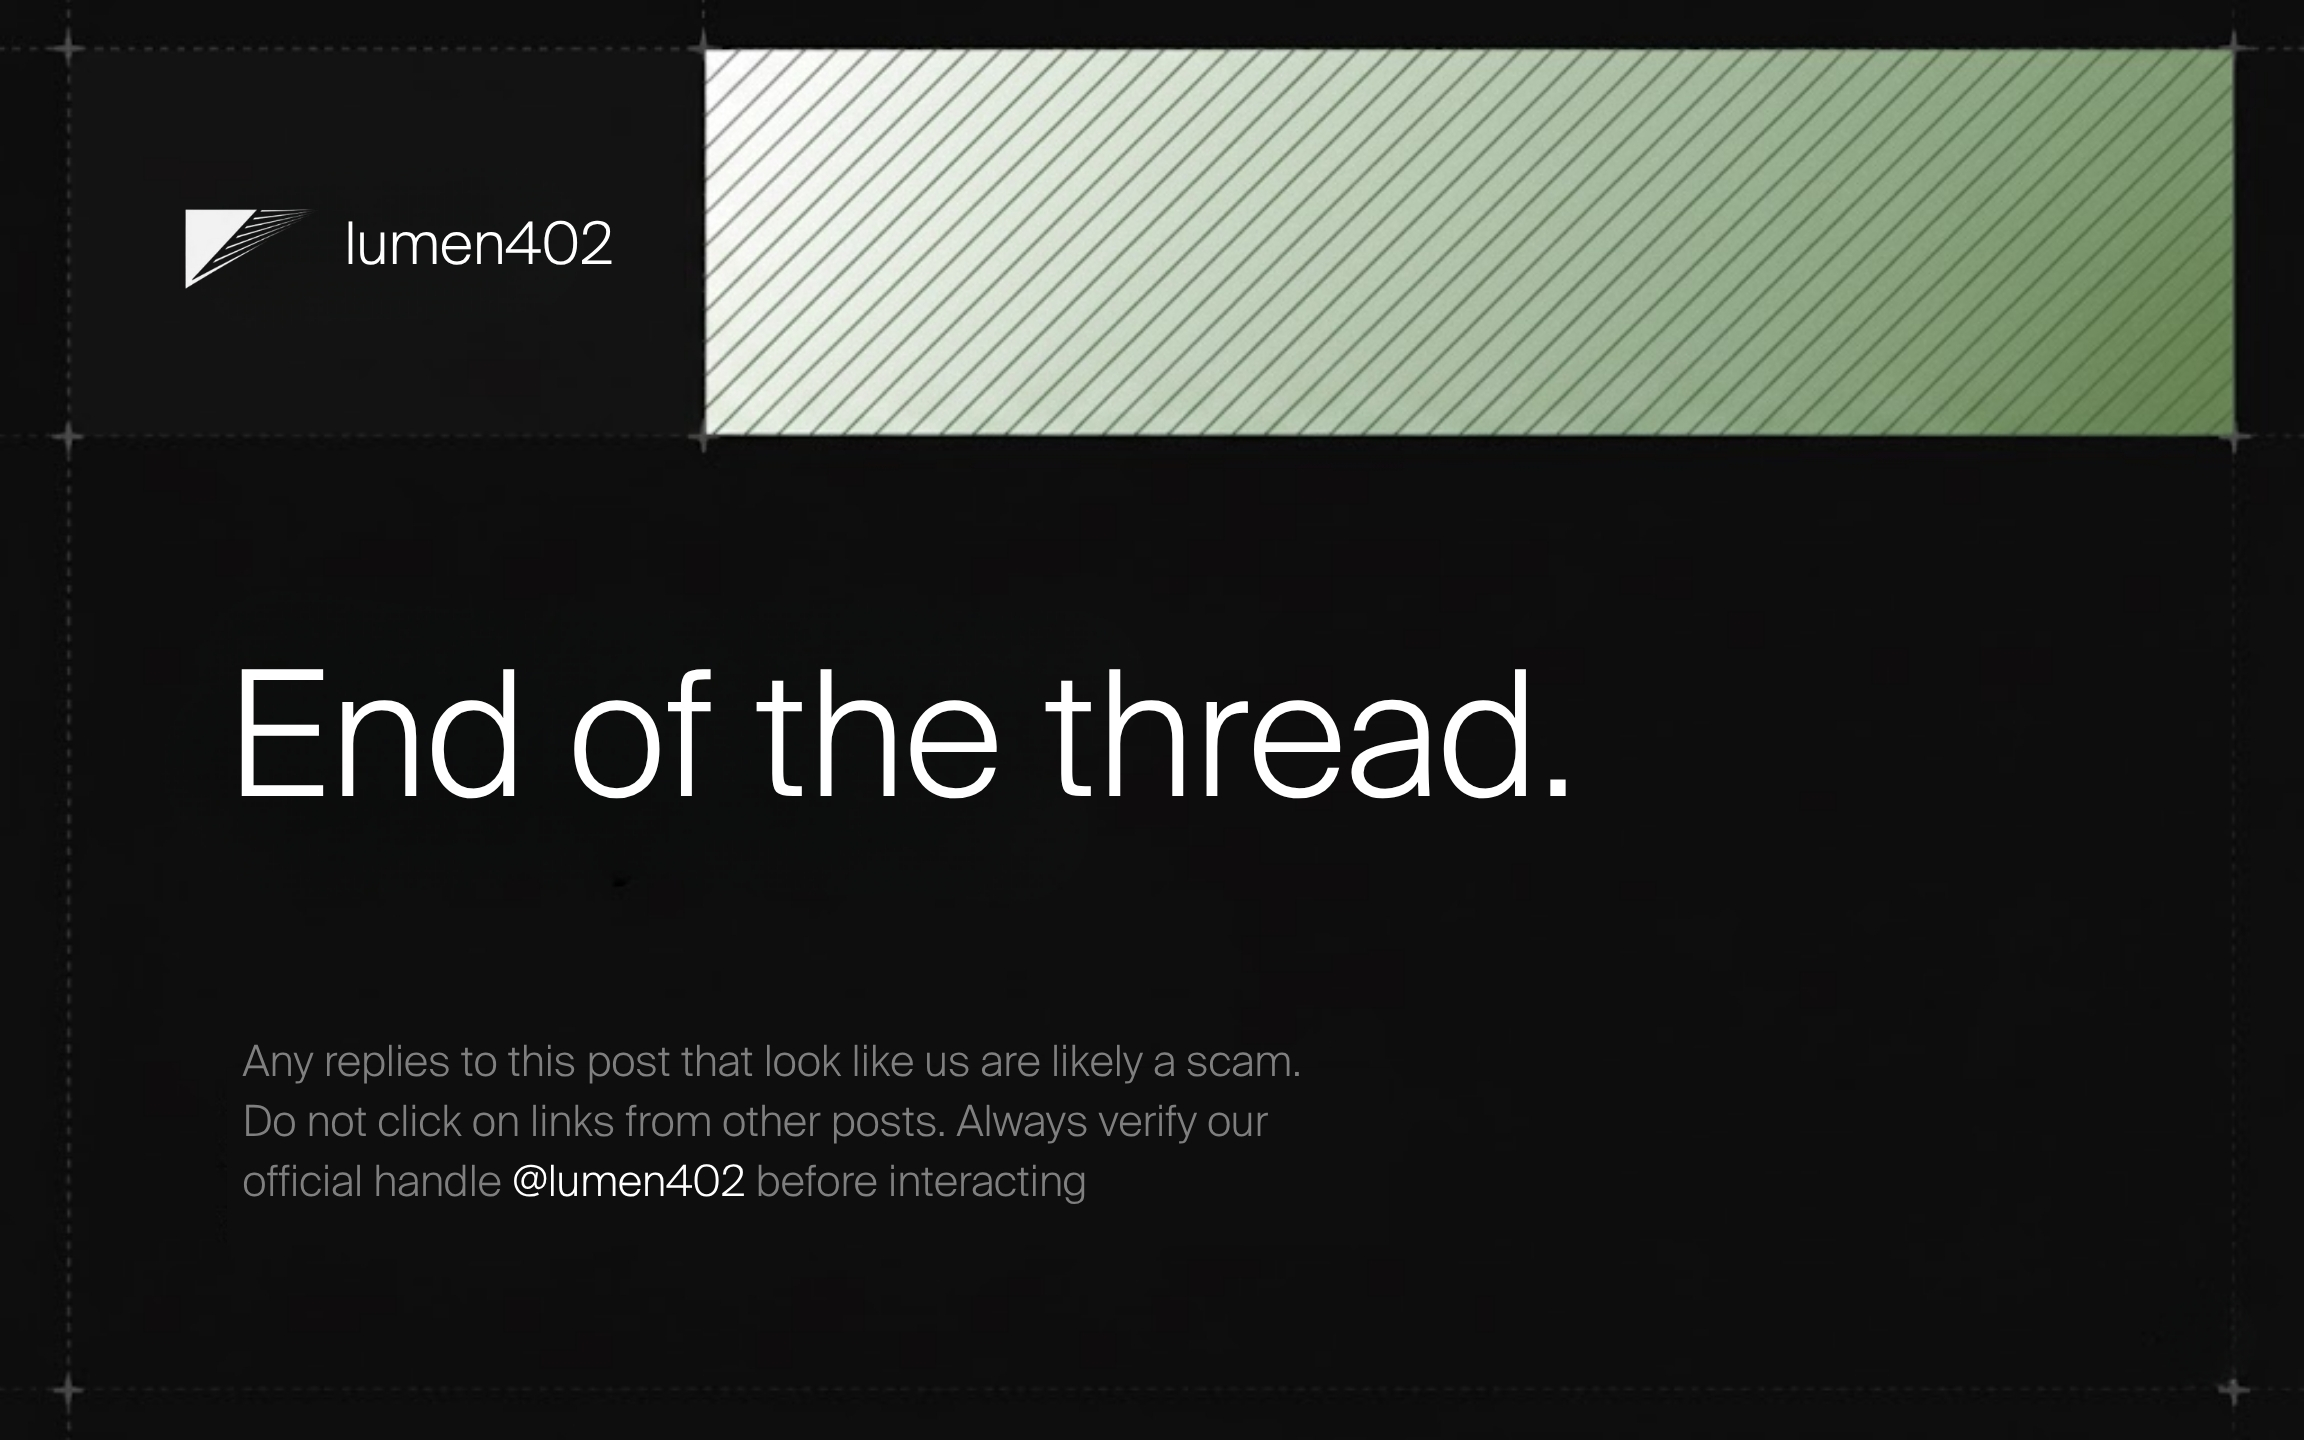 lumen402
End of the thread.
Any replies to this post that look like us are likely a scam.
Do not click on links from other posts. Always verify our
official handle @lumen402 before interacting